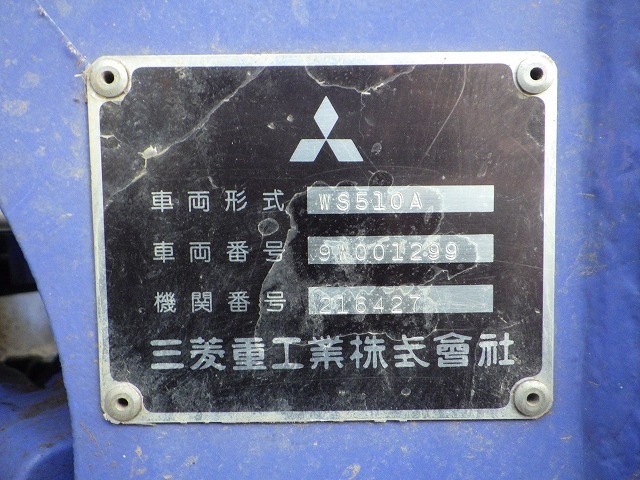 車両形式 WS510A
車両番号 9W001299
機関番号 216427
三菱重工業株式會社